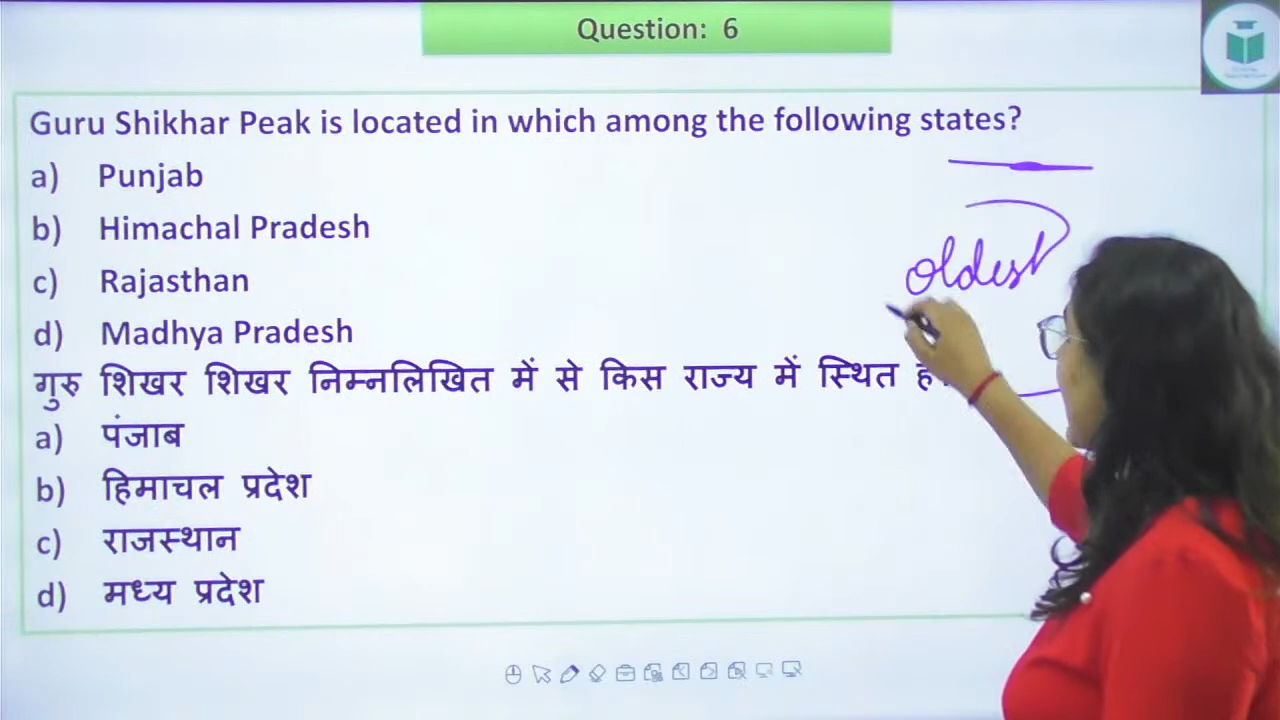 Question: 6
Guru Shikhar Peak is located in which among the following states?
a) Punjab
b) Himachal Pradesh
c) Rajasthan
d) Madhya Pradesh
oldest
गुरु शिखर शिखर निम्नलिखित में से किस राज्य में स्थित
a) पंजाब
b) हिमाचल प्रदेश
c) राजस्थान
d) मध्य प्रदेश